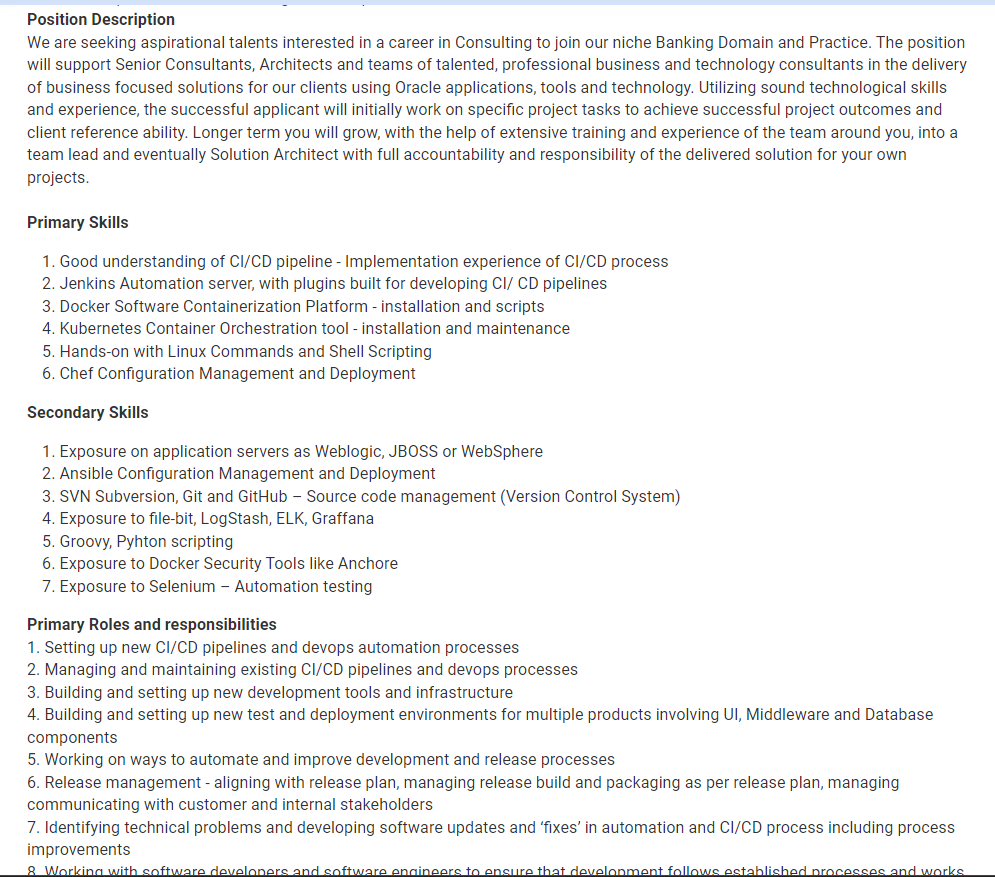 Position Description
We are seeking aspirational talents interested in a career in Consulting to join our niche Banking Domain and Practice. The position
will support Senior Consultants, Architects and teams of talented, professional business and technology consultants in the delivery
of business focused solutions for our clients using Oracle applications, tools and technology. Utilizing sound technological skills
and experience, the successful applicant will initially work on specific project tasks to achieve successful project outcomes and
client reference ability. Longer term you will grow, with the help of extensive training and experience of the team around you, into a
team lead and eventually Solution Architect with full accountability and responsibility of the delivered solution for your own
projects.
Primary Skills
1. Good understanding of CI/CD pipeline - Implementation experience of CI/CD process
2. Jenkins Automation server, with plugins built for developing CI/ CD pipelines
3. Docker Software Containerization Platform - installation and scripts
4. Kubernetes Container Orchestration tool - installation and maintenance
5. Hands-on with Linux Commands and Shell Scripting
6. Chef Configuration Management and Deployment
Secondary Skills
1. Exposure on application servers as Weblogic, JBOSS or WebSphere
2. Ansible Configuration Management and Deployment
3. SVN Subversion, Git and GitHub – Source code management (Version Control System)
4. Exposure to file-bit, LogStash, ELK, Graffana
5. Groovy, Pyhton scripting
6. Exposure to Docker Security Tools like Anchore
7. Exposure to Selenium – Automation testing
Primary Roles and responsibilities
1. Setting up new CI/CD pipelines and devops automation processes
2. Managing and maintaining existing CI/CD pipelines and devops processes
3. Building and setting up new development tools and infrastructure
4. Building and setting up new test and deployment environments for multiple products involving UI, Middleware and Database
components
5. Working on ways to automate and improve development and release processes
6. Release management - aligning with release plan, managing release build and packaging as per release plan, managing
communicating with customer and internal stakeholders
7. Identifying technical problems and developing software updates and ‘fixes’ in automation and CI/CD process including process
improvements
8. Working with software developers and software engineers to ensure that development follows established processes and works